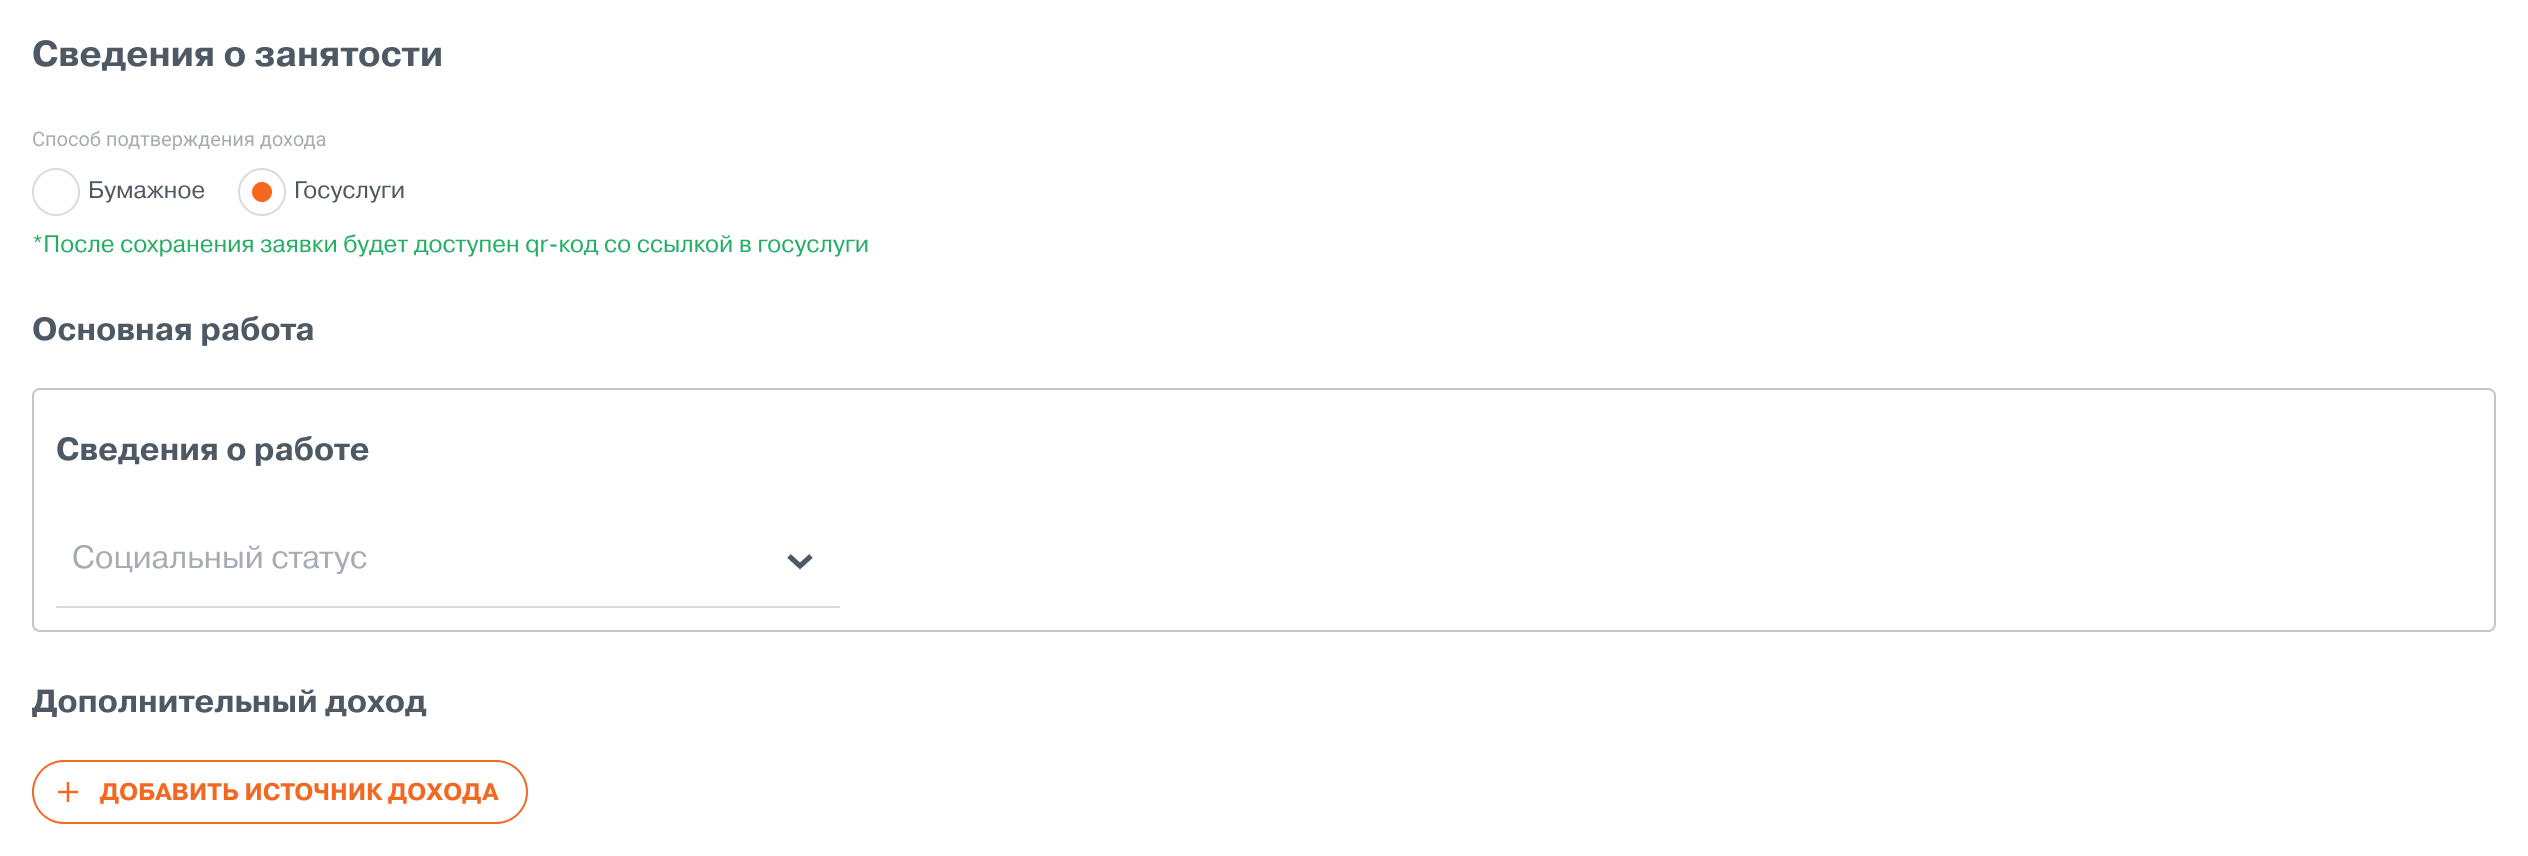 Сведения о занятости
Способ подтверждения дохода
Бумажное Госуслуги
*После сохранения заявки будет доступен qr-код со ссылкой в госуслуги
Основная работа
Сведения о работе
Социальный статус
Дополнительный доход
+ ДОБАВИТЬ ИСТОЧНИК ДОХОДА